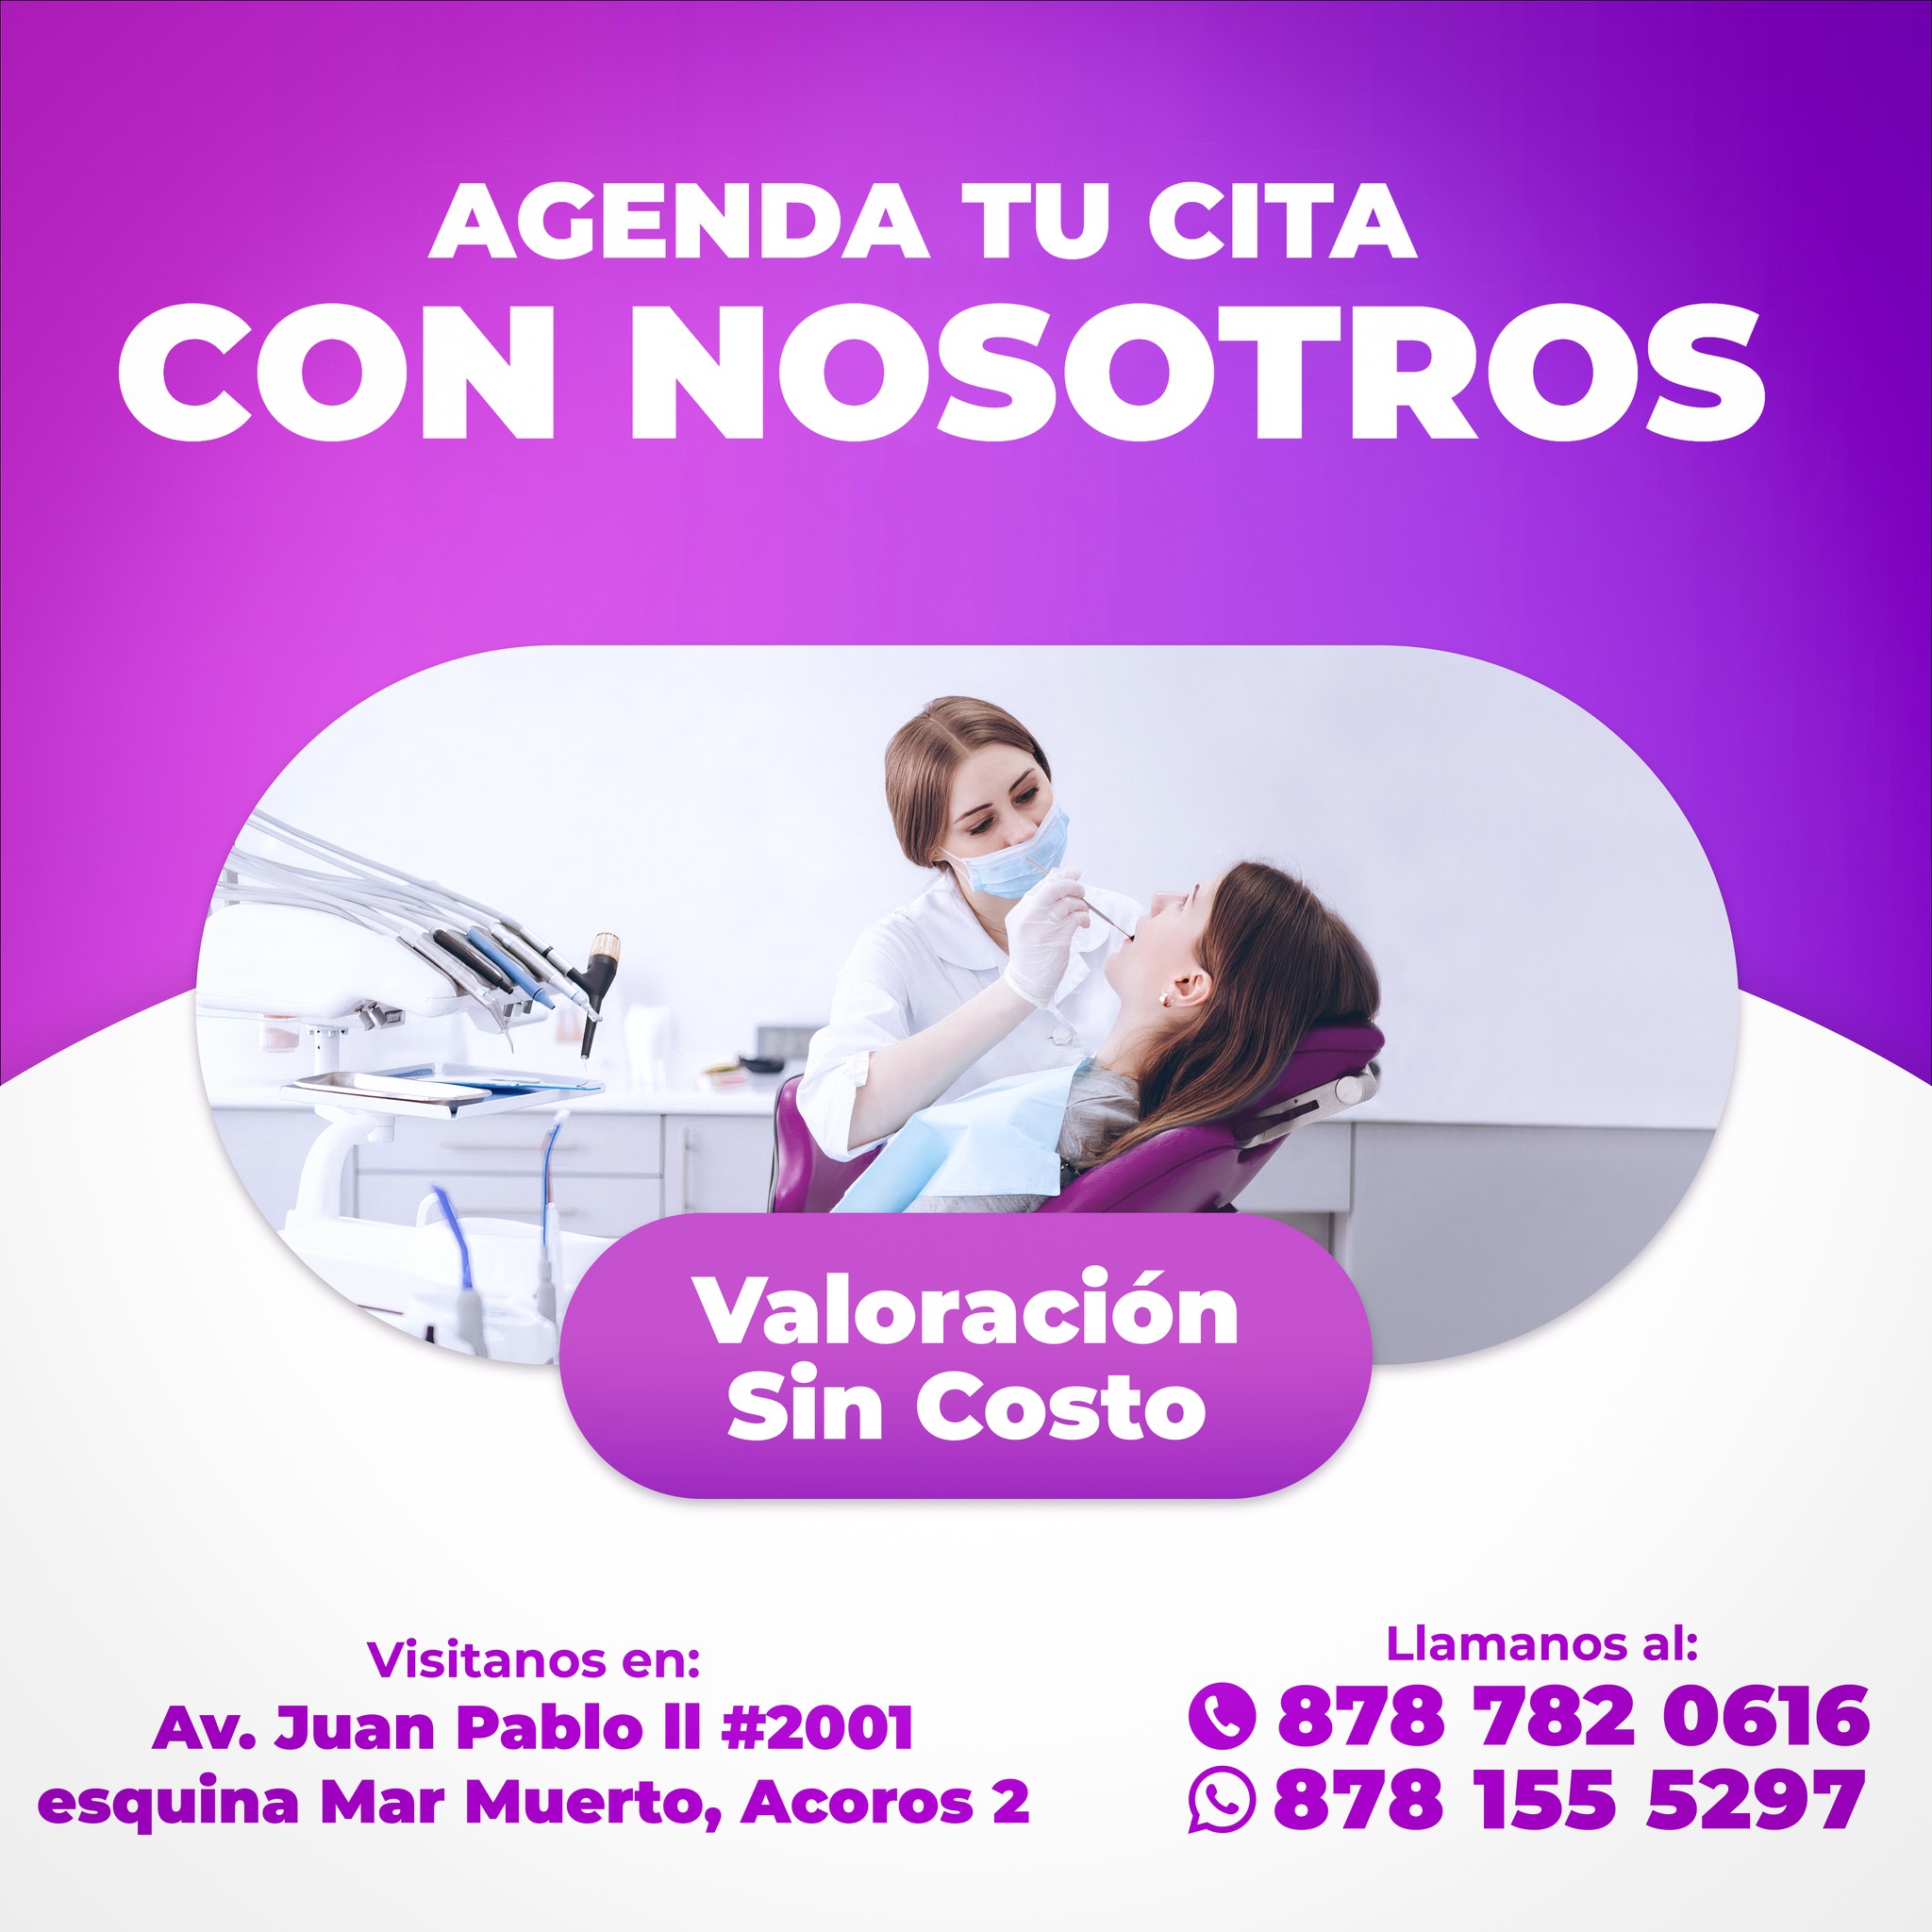 AGENDA TU CITA
CON NOSOTROS
Valoración
Sin Costo
Visitanos en:
Av. Juan Pablo ll #2001
esquina Mar Muerto, Acoros 2
Llamanos al:
878 782 0616
878 155 5297